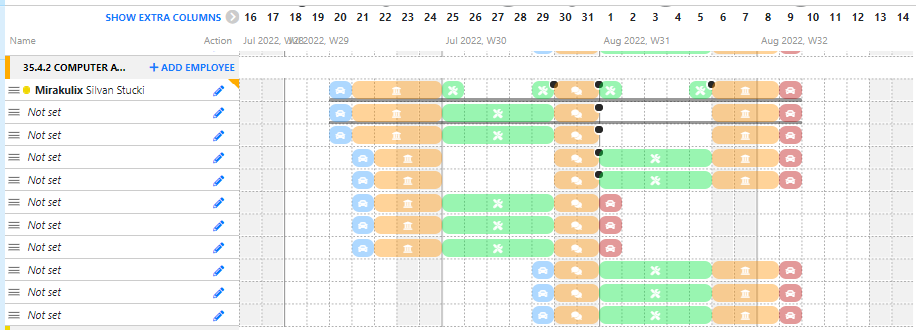 SHOW EXTRA COLUMNS 16 17 18 19 20 21 22 23 24 25 26 27 28 29 30 31 1 2 3 4 5 6 7 8 9 10 11 12 13 14
Name Action Jul 2022, W28 Jul 2022, W29 Jul 2022, W30 Aug 2022, W31 Aug 2022, W32
35.4.2 COMPUTER A... + ADD EMPLOYEE
Mirakulix Silvan Stucki
Not set
Not set
Not set
Not set
Not set
Not set
Not set
Not set
Not set
Not set